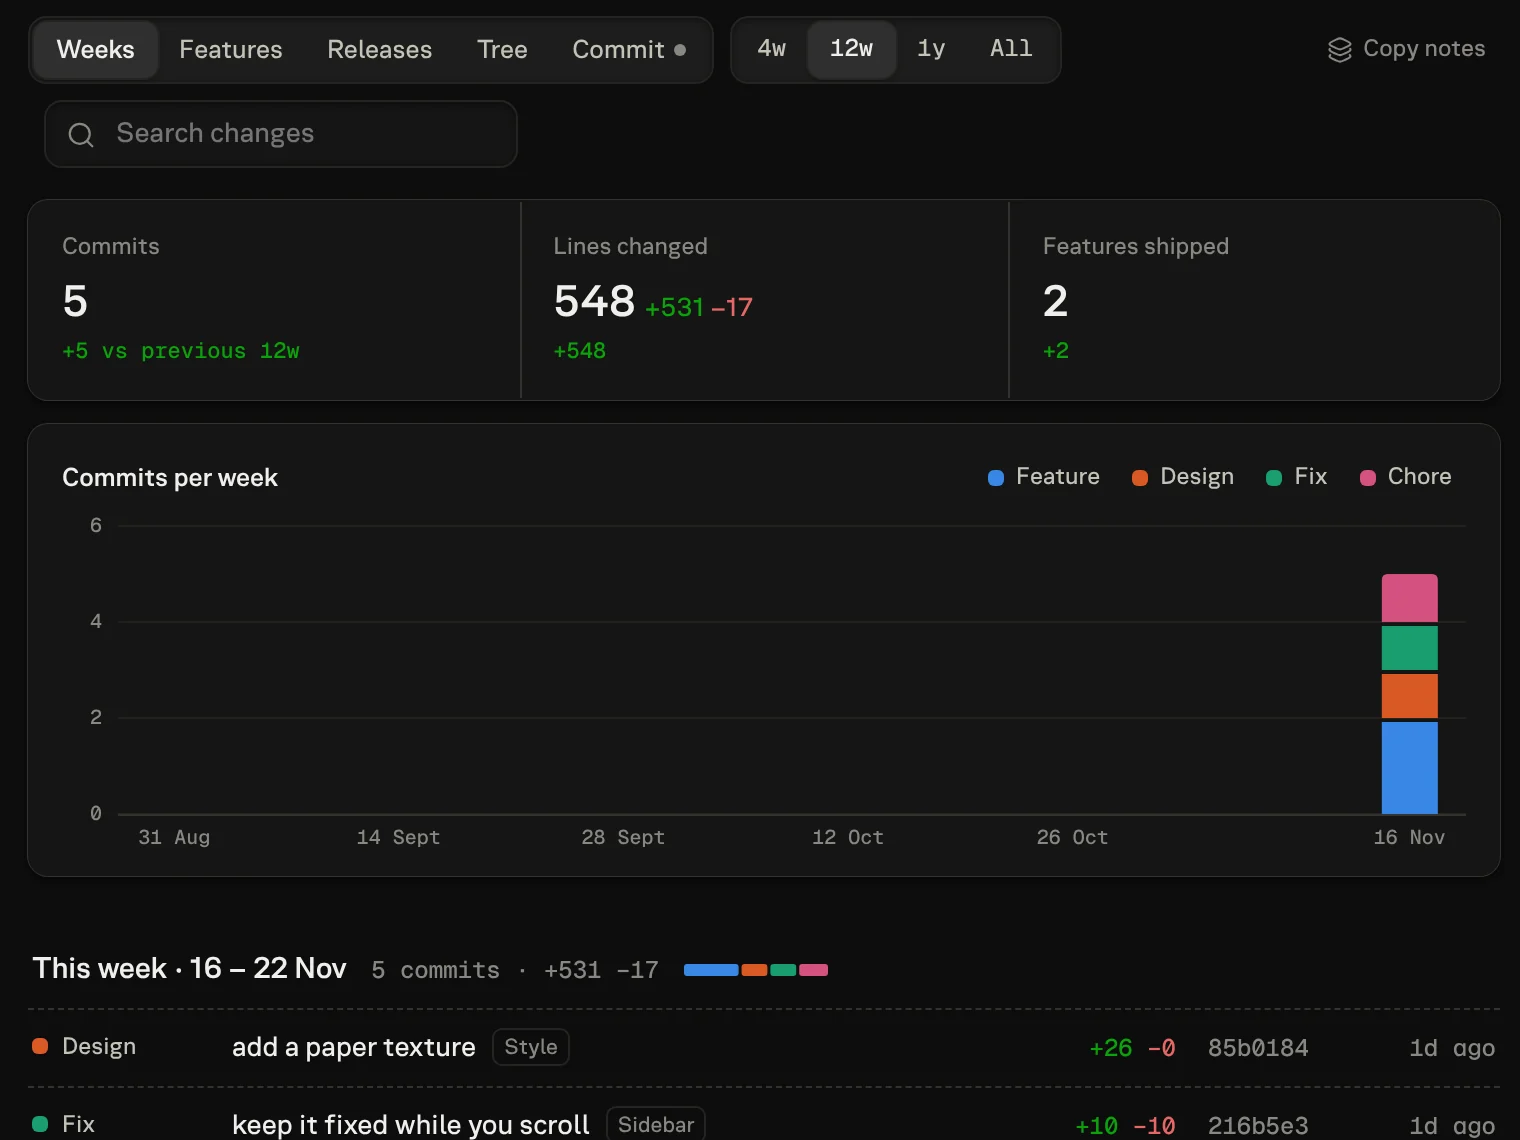 Weeks Features Releases Tree Commit 4w 12w 1y All Copy notes
Search changes
Commits Lines changed Features shipped
5 548 +531 −17 2
+5 vs previous 12w +548 +2
Commits per week Feature Design Fix Chore
6
4
2
0
31 Aug 14 Sept 28 Sept 12 Oct 26 Oct 16 Nov
This week · 16 – 22 Nov 5 commits · +531 −17
Design add a paper texture Style +26 −0 85b0184 1d ago
Fix keep it fixed while you scroll Sidebar +10 −10 216b5e3 1d ago